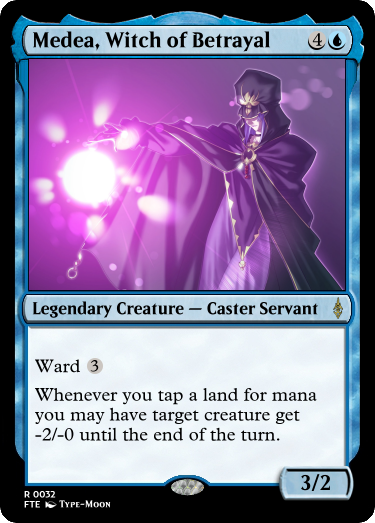 Medea, Witch of Betrayal 4
Legendary Creature — Caster Servant
Ward 3
Whenever you tap a land for mana
you may have target creature get
-2/-0 until the end of the turn.
3/2
R 0032
FTE Type-Moon